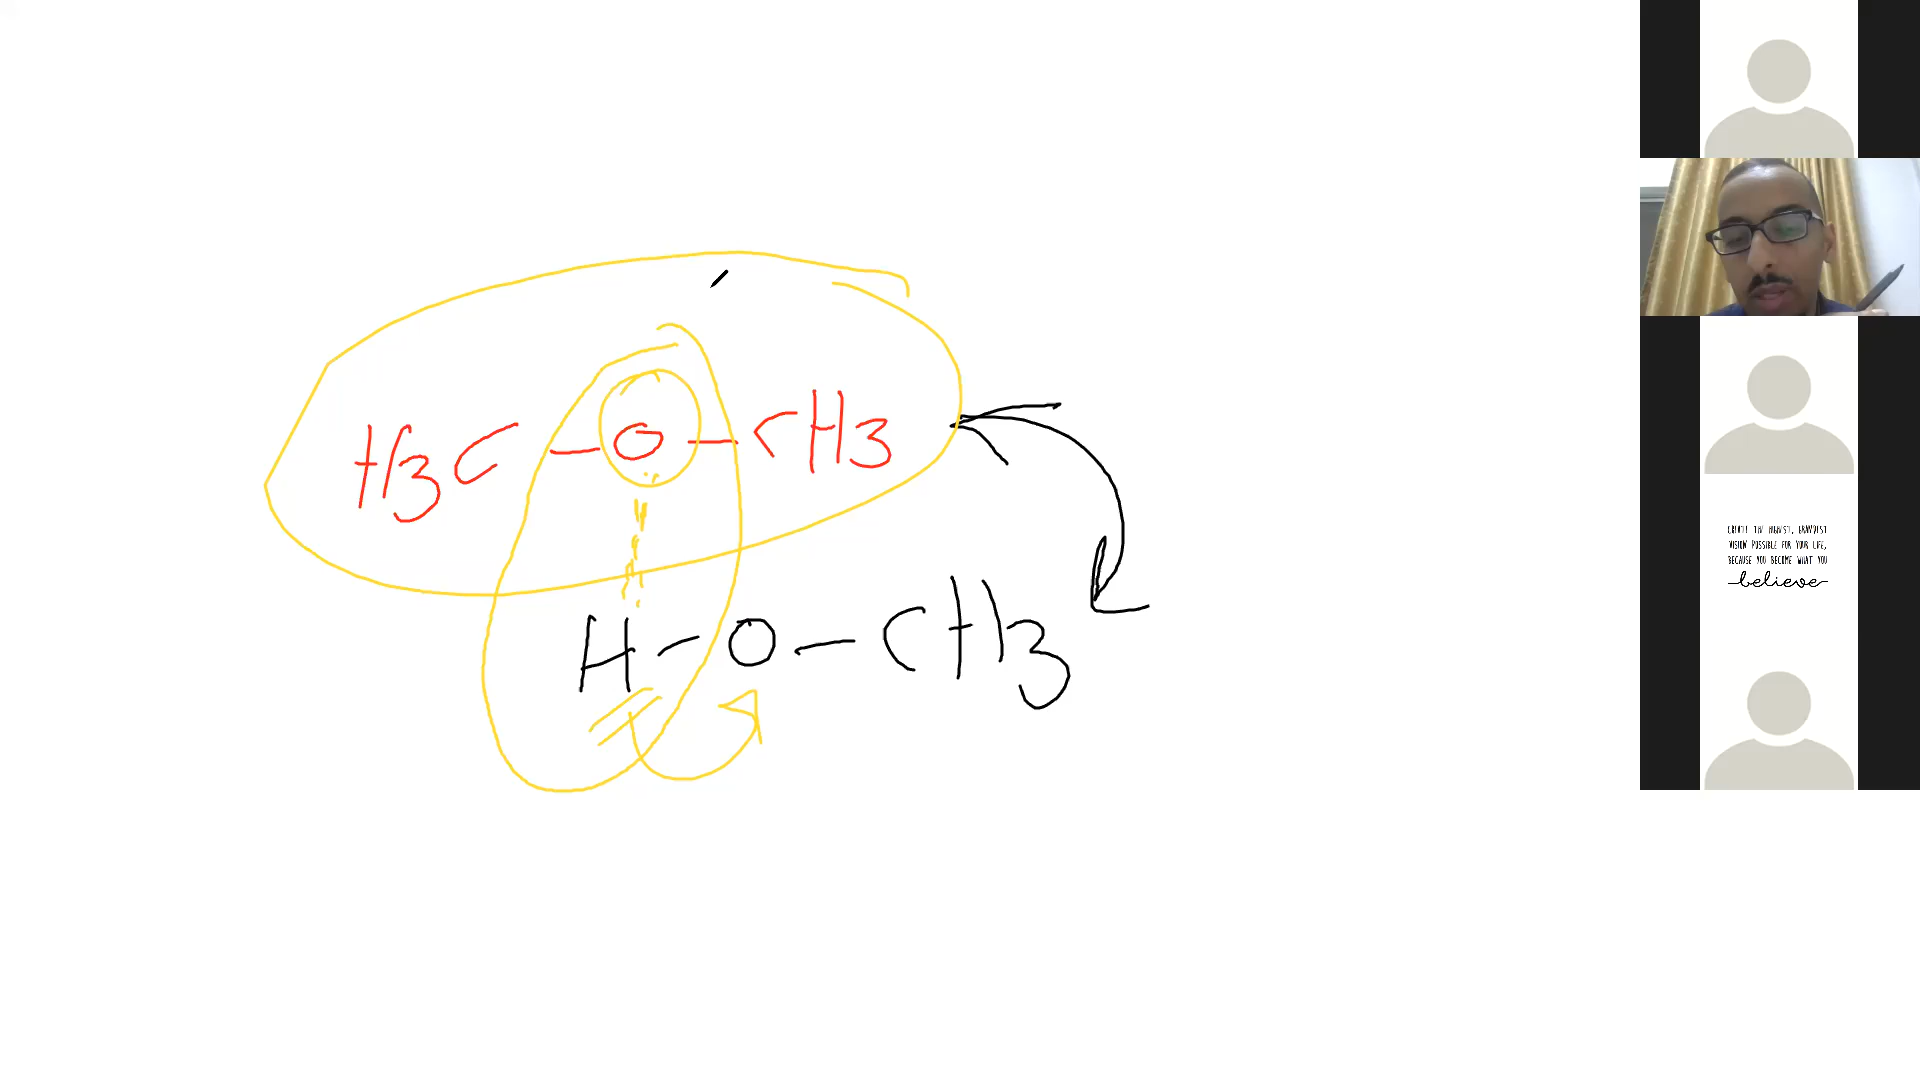 H3C-O-CH3
H-O-CH3
CREATE THE HIGHEST, GRANDEST
VISION POSSIBLE FOR YOUR LIFE,
BECAUSE YOU BECOME WHAT YOU
believe